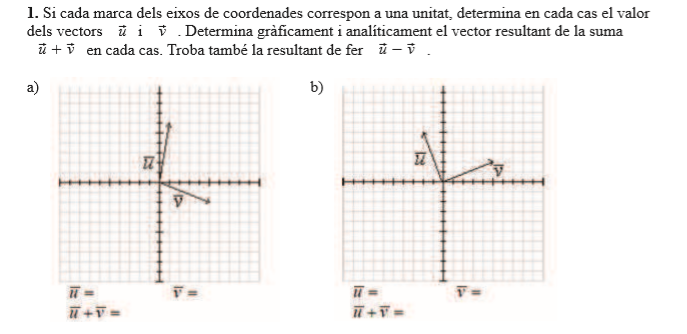 1. Si cada marca dels eixos de coordenades correspon a una unitat, determina en cada cas el valor
dels vectors u⃗ i v⃗ . Determina gràficament i analíticament el vector resultant de la suma
u⃗ + v⃗ en cada cas. Troba també la resultant de fer u⃗ − v⃗ .
a)
b)
u̅
v̅
u̅
v̅
u̅ = v̅ =
u̅ + v̅ =
u̅ = v̅ =
u̅ + v̅ =